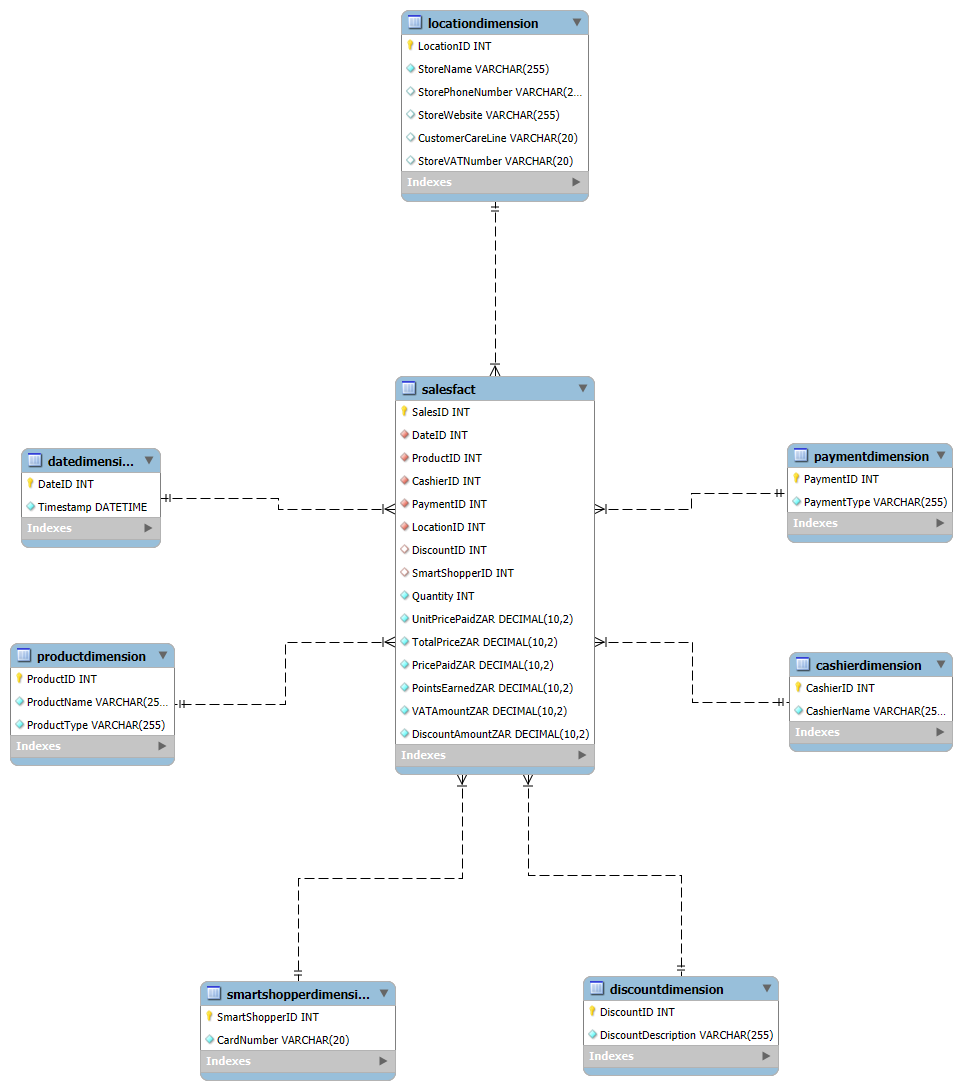 locationdimension
LocationID INT
StoreName VARCHAR(255)
StorePhoneNumber VARCHAR(2...
StoreWebsite VARCHAR(255)
CustomerCareLine VARCHAR(20)
StoreVATNumber VARCHAR(20)
Indexes
salesfact
SalesID INT
DateID INT
ProductID INT
CashierID INT
PaymentID INT
LocationID INT
DiscountID INT
SmartShopperID INT
Quantity INT
UnitPricePaidZAR DECIMAL(10,2)
TotalPriceZAR DECIMAL(10,2)
PricePaidZAR DECIMAL(10,2)
PointsEarnedZAR DECIMAL(10,2)
VATAmountZAR DECIMAL(10,2)
DiscountAmountZAR DECIMAL(10,2)
Indexes
datedimensi...
DateID INT
Timestamp DATETIME
Indexes
paymentdimension
PaymentID INT
PaymentType VARCHAR(255)
Indexes
productdimension
ProductID INT
ProductName VARCHAR(25...
ProductType VARCHAR(255)
Indexes
cashierdimension
CashierID INT
CashierName VARCHAR(25...
Indexes
smartshopperdimensi...
SmartShopperID INT
CardNumber VARCHAR(20)
Indexes
discountdimension
DiscountID INT
DiscountDescription VARCHAR(255)
Indexes